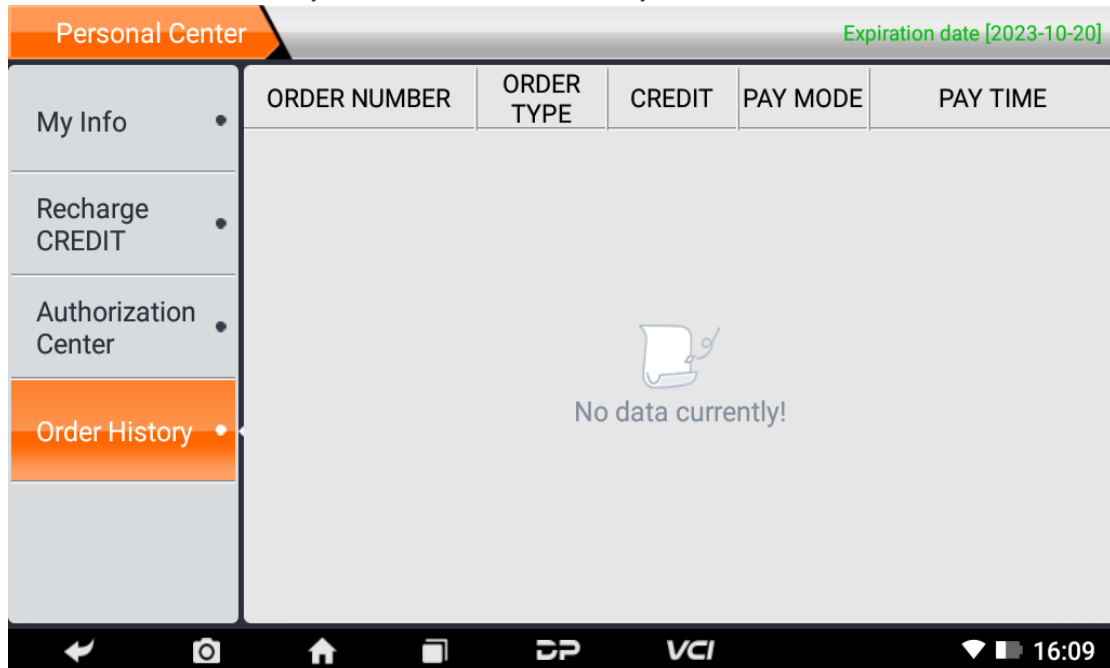 Personal Center
Expiration date [2023-10-20]
My Info
Recharge
CREDIT
Authorization
Center
Order History
ORDER NUMBER
ORDER
TYPE
CREDIT
PAY MODE
PAY TIME
No data currently!
DP
VCI
16:09